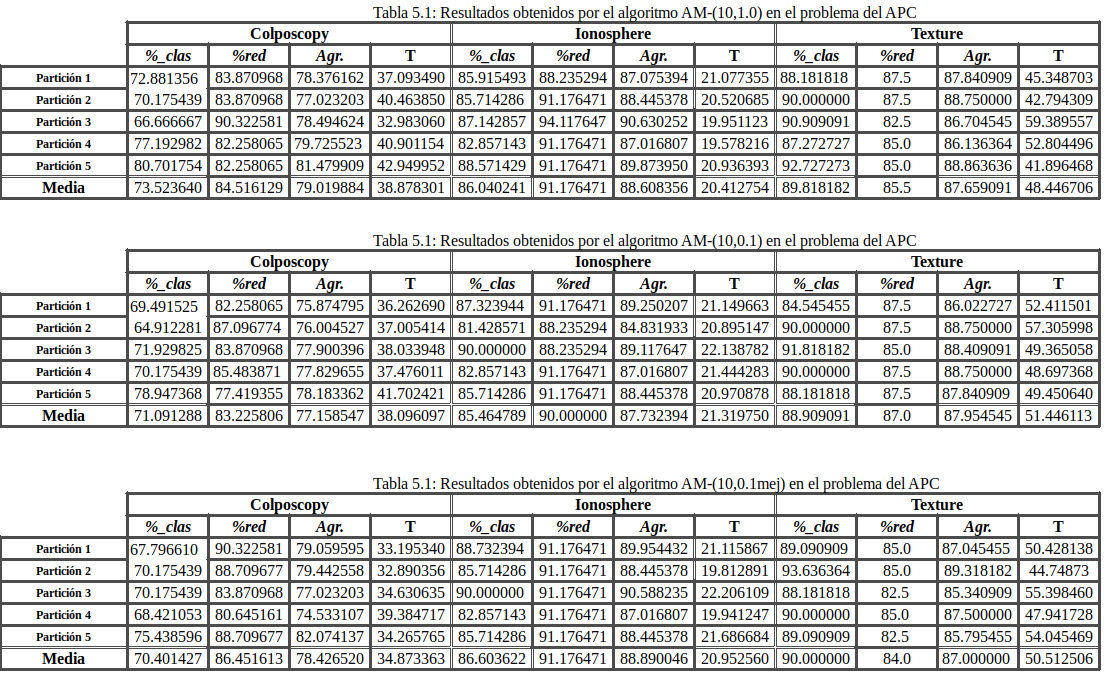 Tabla 5.1: Resultados obtenidos por el algoritmo AM-(10,1.0) en el problema del APC
Colposcopy Ionosphere Texture
%_clas %red Agr. T %_clas %red Agr. T %_clas %red Agr. T
Partición 1 72.881356 83.870968 78.376162 37.093490 85.915493 88.235294 87.075394 21.077355 88.181818 87.5 87.840909 45.348703
Partición 2 70.175439 83.870968 77.023203 40.463850 85.714286 91.176471 88.445378 20.520685 90.000000 87.5 88.750000 42.794309
Partición 3 66.666667 90.322581 78.494624 32.983060 87.142857 94.117647 90.630252 19.951123 90.909091 82.5 86.704545 59.389557
Partición 4 77.192982 82.258065 79.725523 40.901154 82.857143 91.176471 87.016807 19.578216 87.272727 85.0 86.136364 52.804496
Partición 5 80.701754 82.258065 81.479909 42.949952 88.571429 91.176471 89.873950 20.936393 92.727273 85.0 88.863636 41.896468
Media 73.523640 84.516129 79.019884 38.878301 86.040241 91.176471 88.608356 20.412754 89.818182 85.5 87.659091 48.446706
Tabla 5.1: Resultados obtenidos por el algoritmo AM-(10,0.1) en el problema del APC
Colposcopy Ionosphere Texture
%_clas %red Agr. T %_clas %red Agr. T %_clas %red Agr. T
Partición 1 69.491525 82.258065 75.874795 36.262690 87.323944 91.176471 89.250207 21.149663 84.545455 87.5 86.022727 52.411501
Partición 2 64.912281 87.096774 76.004527 37.005414 81.428571 88.235294 84.831933 20.895147 90.000000 87.5 88.750000 57.305998
Partición 3 71.929825 83.870968 77.900396 38.033948 90.000000 88.235294 89.117647 22.138782 91.818182 85.0 88.409091 49.365058
Partición 4 70.175439 85.483871 77.829655 37.476011 82.857143 91.176471 87.016807 21.444283 90.000000 87.5 88.750000 48.697368
Partición 5 78.947368 77.419355 78.183362 41.702421 85.714286 91.176471 88.445378 20.970878 88.181818 87.5 87.840909 49.450640
Media 71.091288 83.225806 77.158547 38.096097 85.464789 90.000000 87.732394 21.319750 88.909091 87.0 87.954545 51.446113
Tabla 5.1: Resultados obtenidos por el algoritmo AM-(10,0.1mej) en el problema del APC
Colposcopy Ionosphere Texture
%_clas %red Agr. T %_clas %red Agr. T %_clas %red Agr. T
Partición 1 67.796610 90.322581 79.059595 33.195340 88.732394 91.176471 89.954432 21.115867 89.090909 85.0 87.045455 50.428138
Partición 2 70.175439 88.709677 79.442558 32.890356 85.714286 91.176471 88.445378 19.812891 93.636364 85.0 89.318182 44.74873
Partición 3 70.175439 83.870968 77.023203 34.630635 90.000000 91.176471 90.588235 22.206109 88.181818 82.5 85.340909 55.398460
Partición 4 68.421053 80.645161 74.533107 39.384717 82.857143 91.176471 87.016807 19.941247 90.000000 85.0 87.500000 47.941728
Partición 5 75.438596 88.709677 82.074137 34.265765 85.714286 91.176471 88.445378 21.686684 89.090909 82.5 85.795455 54.045469
Media 70.401427 86.451613 78.426520 34.873363 86.603622 91.176471 88.890046 20.952560 90.000000 84.0 87.000000 50.512506